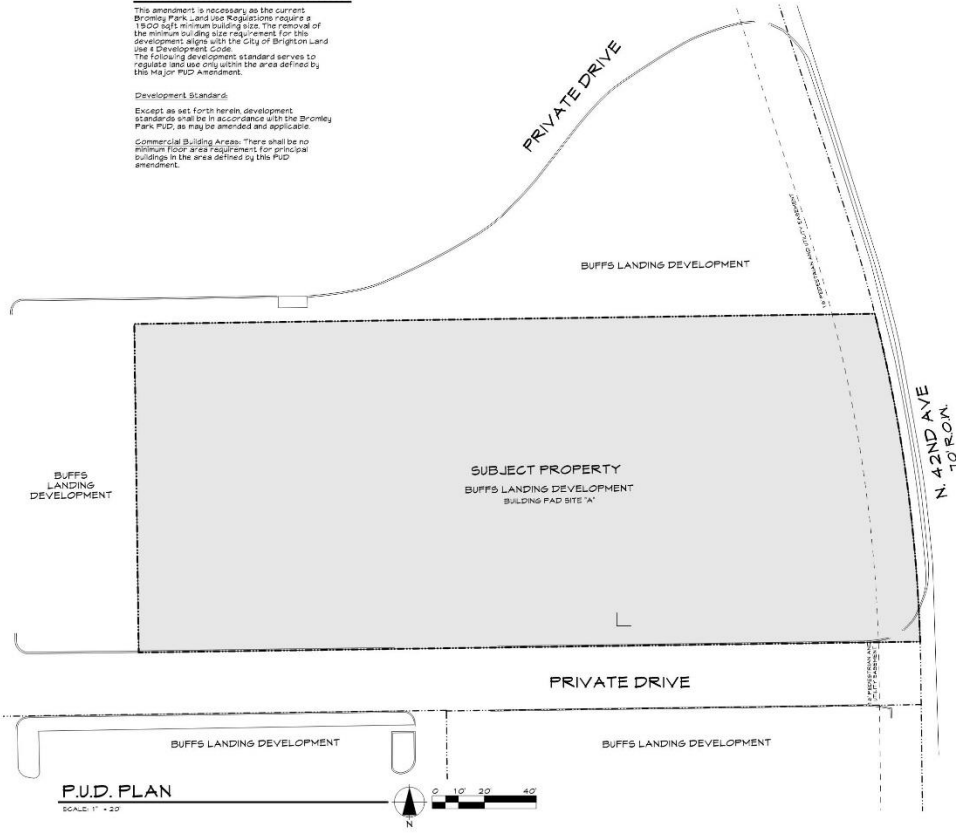 This amendment is necessary as the current
Bromley Park Land Use Regulations require a
1500 sqft minimum building size. The removal of
the minimum building size requirement for this
development aligns with the City of Brighton Land
Use & Development Code.
The following development standard serves to
regulate land use only within the area defined by
this Major PUD Amendment.
Development Standard:
Except as set forth herein, development
standards shall be in accordance with the Bromley
Park PUD, as may be amended and applicable.
Commercial Building Areas: There shall be no
minimum floor area requirement for principal
buildings in the area defined by this PUD
amendment.
PRIVATE DRIVE
PEDESTRIAN AND UTILITY EASEMENT
BUFFS LANDING DEVELOPMENT
N. 42ND AVE
70' R.O.W.
BUFFS
LANDING
DEVELOPMENT
SUBJECT PROPERTY
BUFFS LANDING DEVELOPMENT
BUILDING PAD SITE "A"
PEDESTRIAN AND
EASEMENT
PRIVATE DRIVE
BUFFS LANDING DEVELOPMENT
BUFFS LANDING DEVELOPMENT
P.U.D. PLAN
SCALE: 1" = 20'
N
0 10' 20' 40'